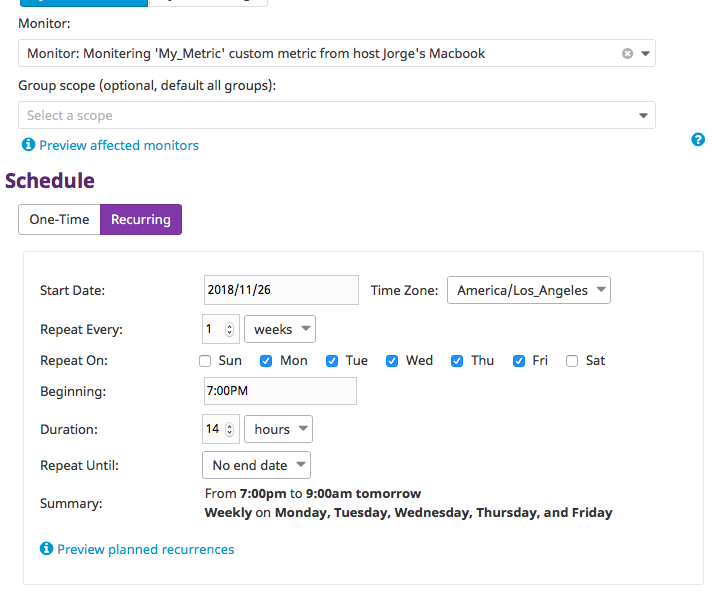 Monitor:
Monitor: Monitering 'My_Metric' custom metric from host Jorge's Macbook
Group scope (optional, default all groups):
Select a scope
Preview affected monitors
?
Schedule
One-Time Recurring
Start Date: 2018/11/26 Time Zone: America/Los_Angeles
Repeat Every: 1 weeks
Repeat On: Sun Mon Tue Wed Thu Fri Sat
Beginning: 7:00PM
Duration: 14 hours
Repeat Until: No end date
Summary: From 7:00pm to 9:00am tomorrow
Weekly on Monday, Tuesday, Wednesday, Thursday, and Friday
Preview planned recurrences